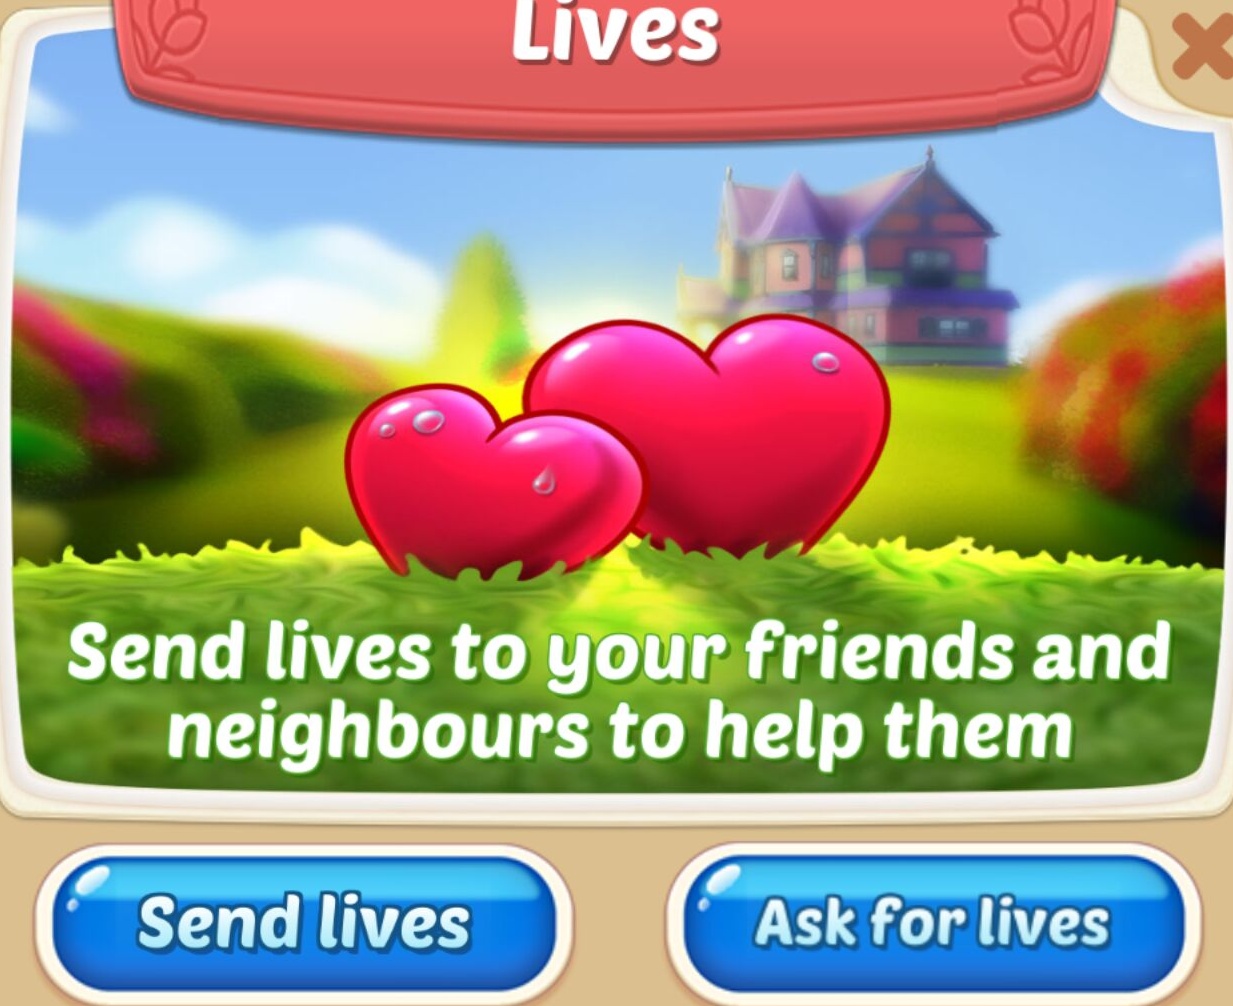 Lives
Send lives to your friends and
neighbours to help them
Send lives
Ask for lives